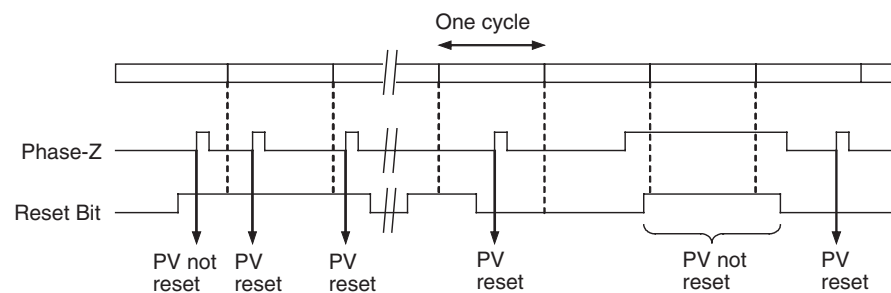 One cycle
Phase-Z
Reset Bit
PV not
reset
PV
reset
PV
reset
PV
reset
PV not
reset
PV
reset